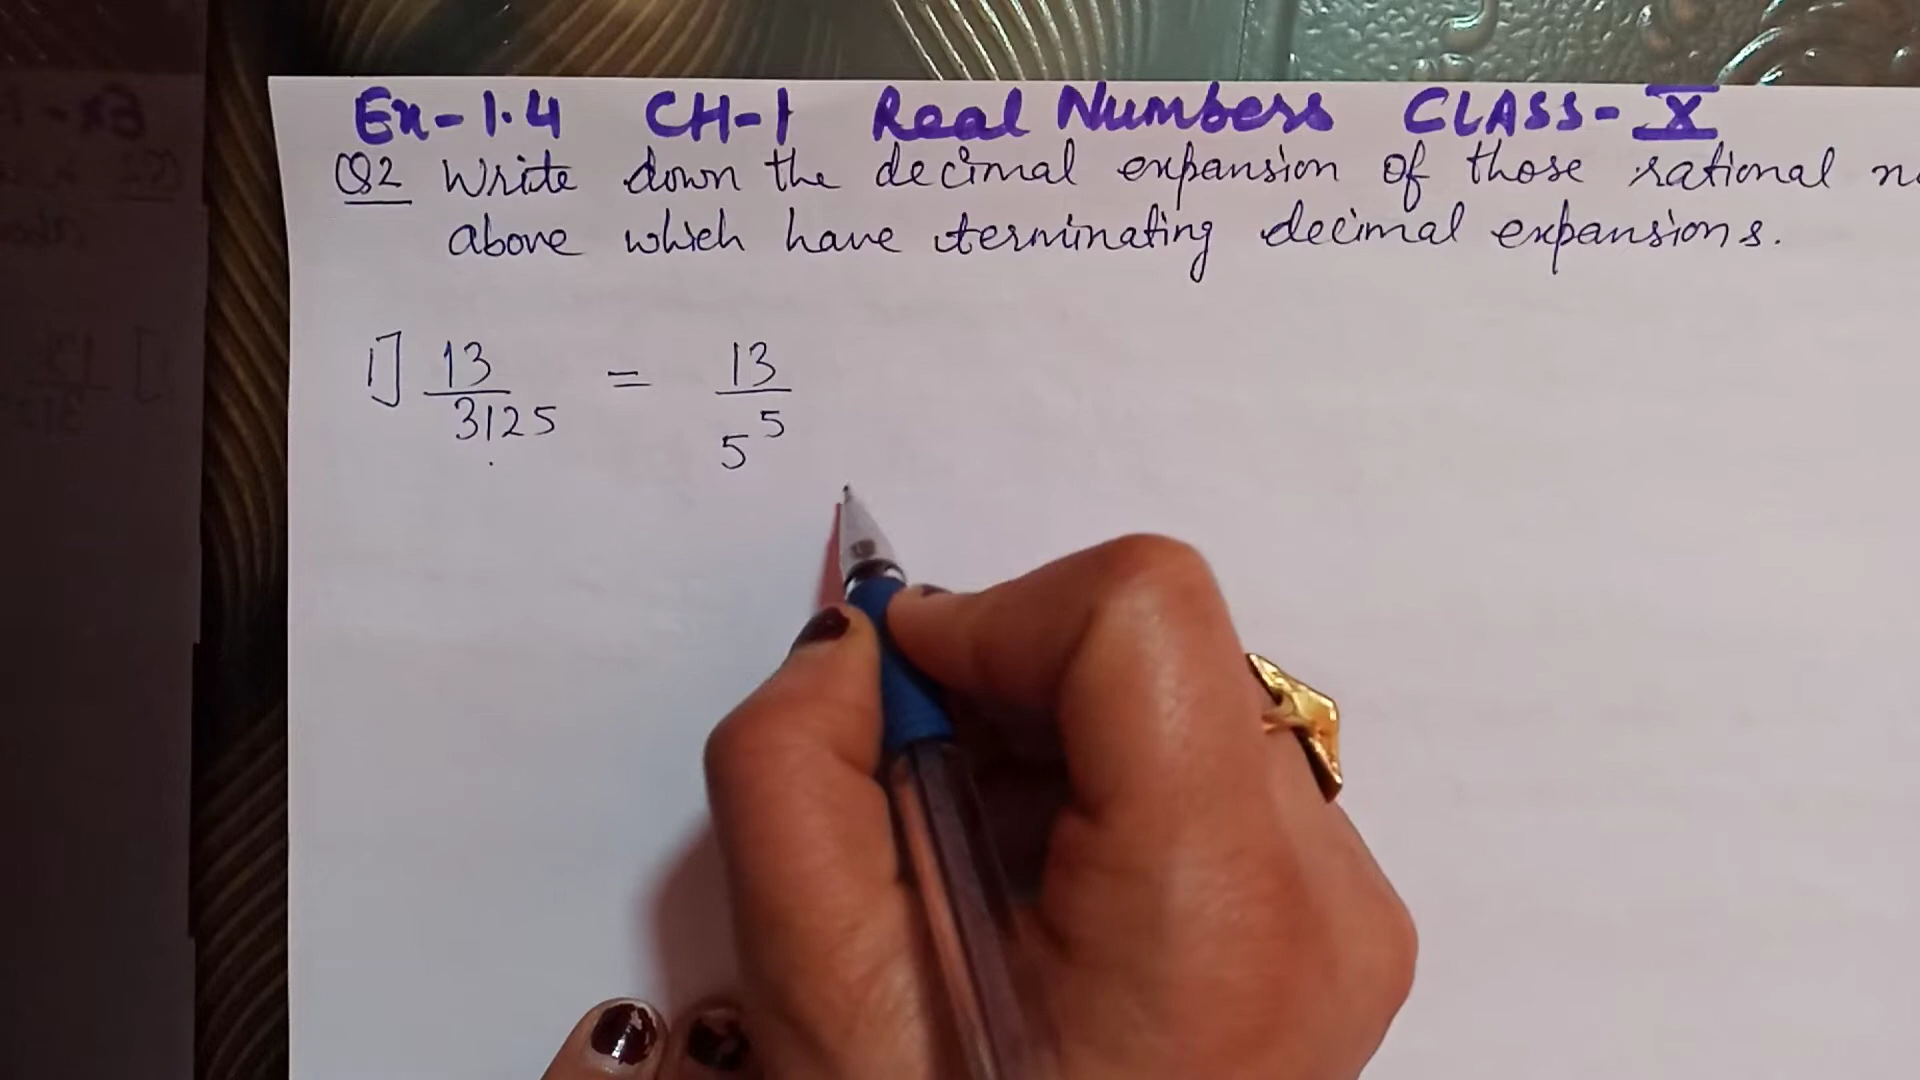 Ex-1.4 CH-1 Real Numbers CLASS-X
Q2 Write down the decimal expansion of those rational
above which have terminating decimal expansions.
1] 13/3125 = 13/5^5